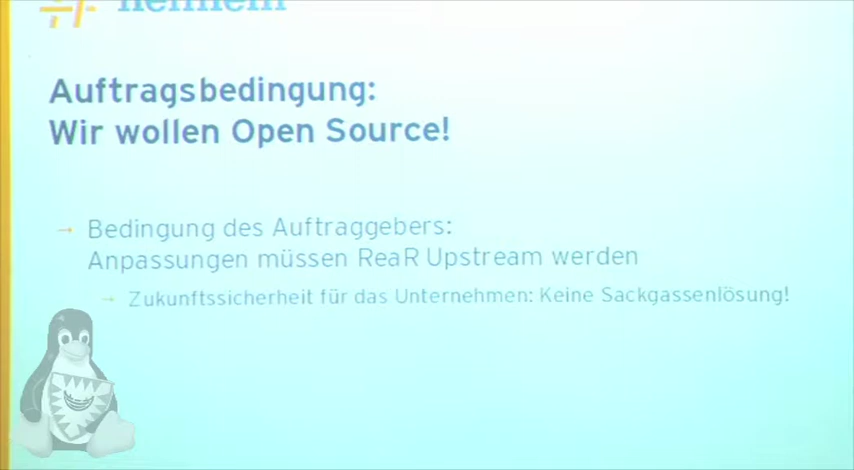 Auftragsbedingung:
Wir wollen Open Source!
→ Bedingung des Auftraggebers:
Anpassungen müssen ReaR Upstream werden
→ Zukunftssicherheit für das Unternehmen: Keine Sackgassenlösung!